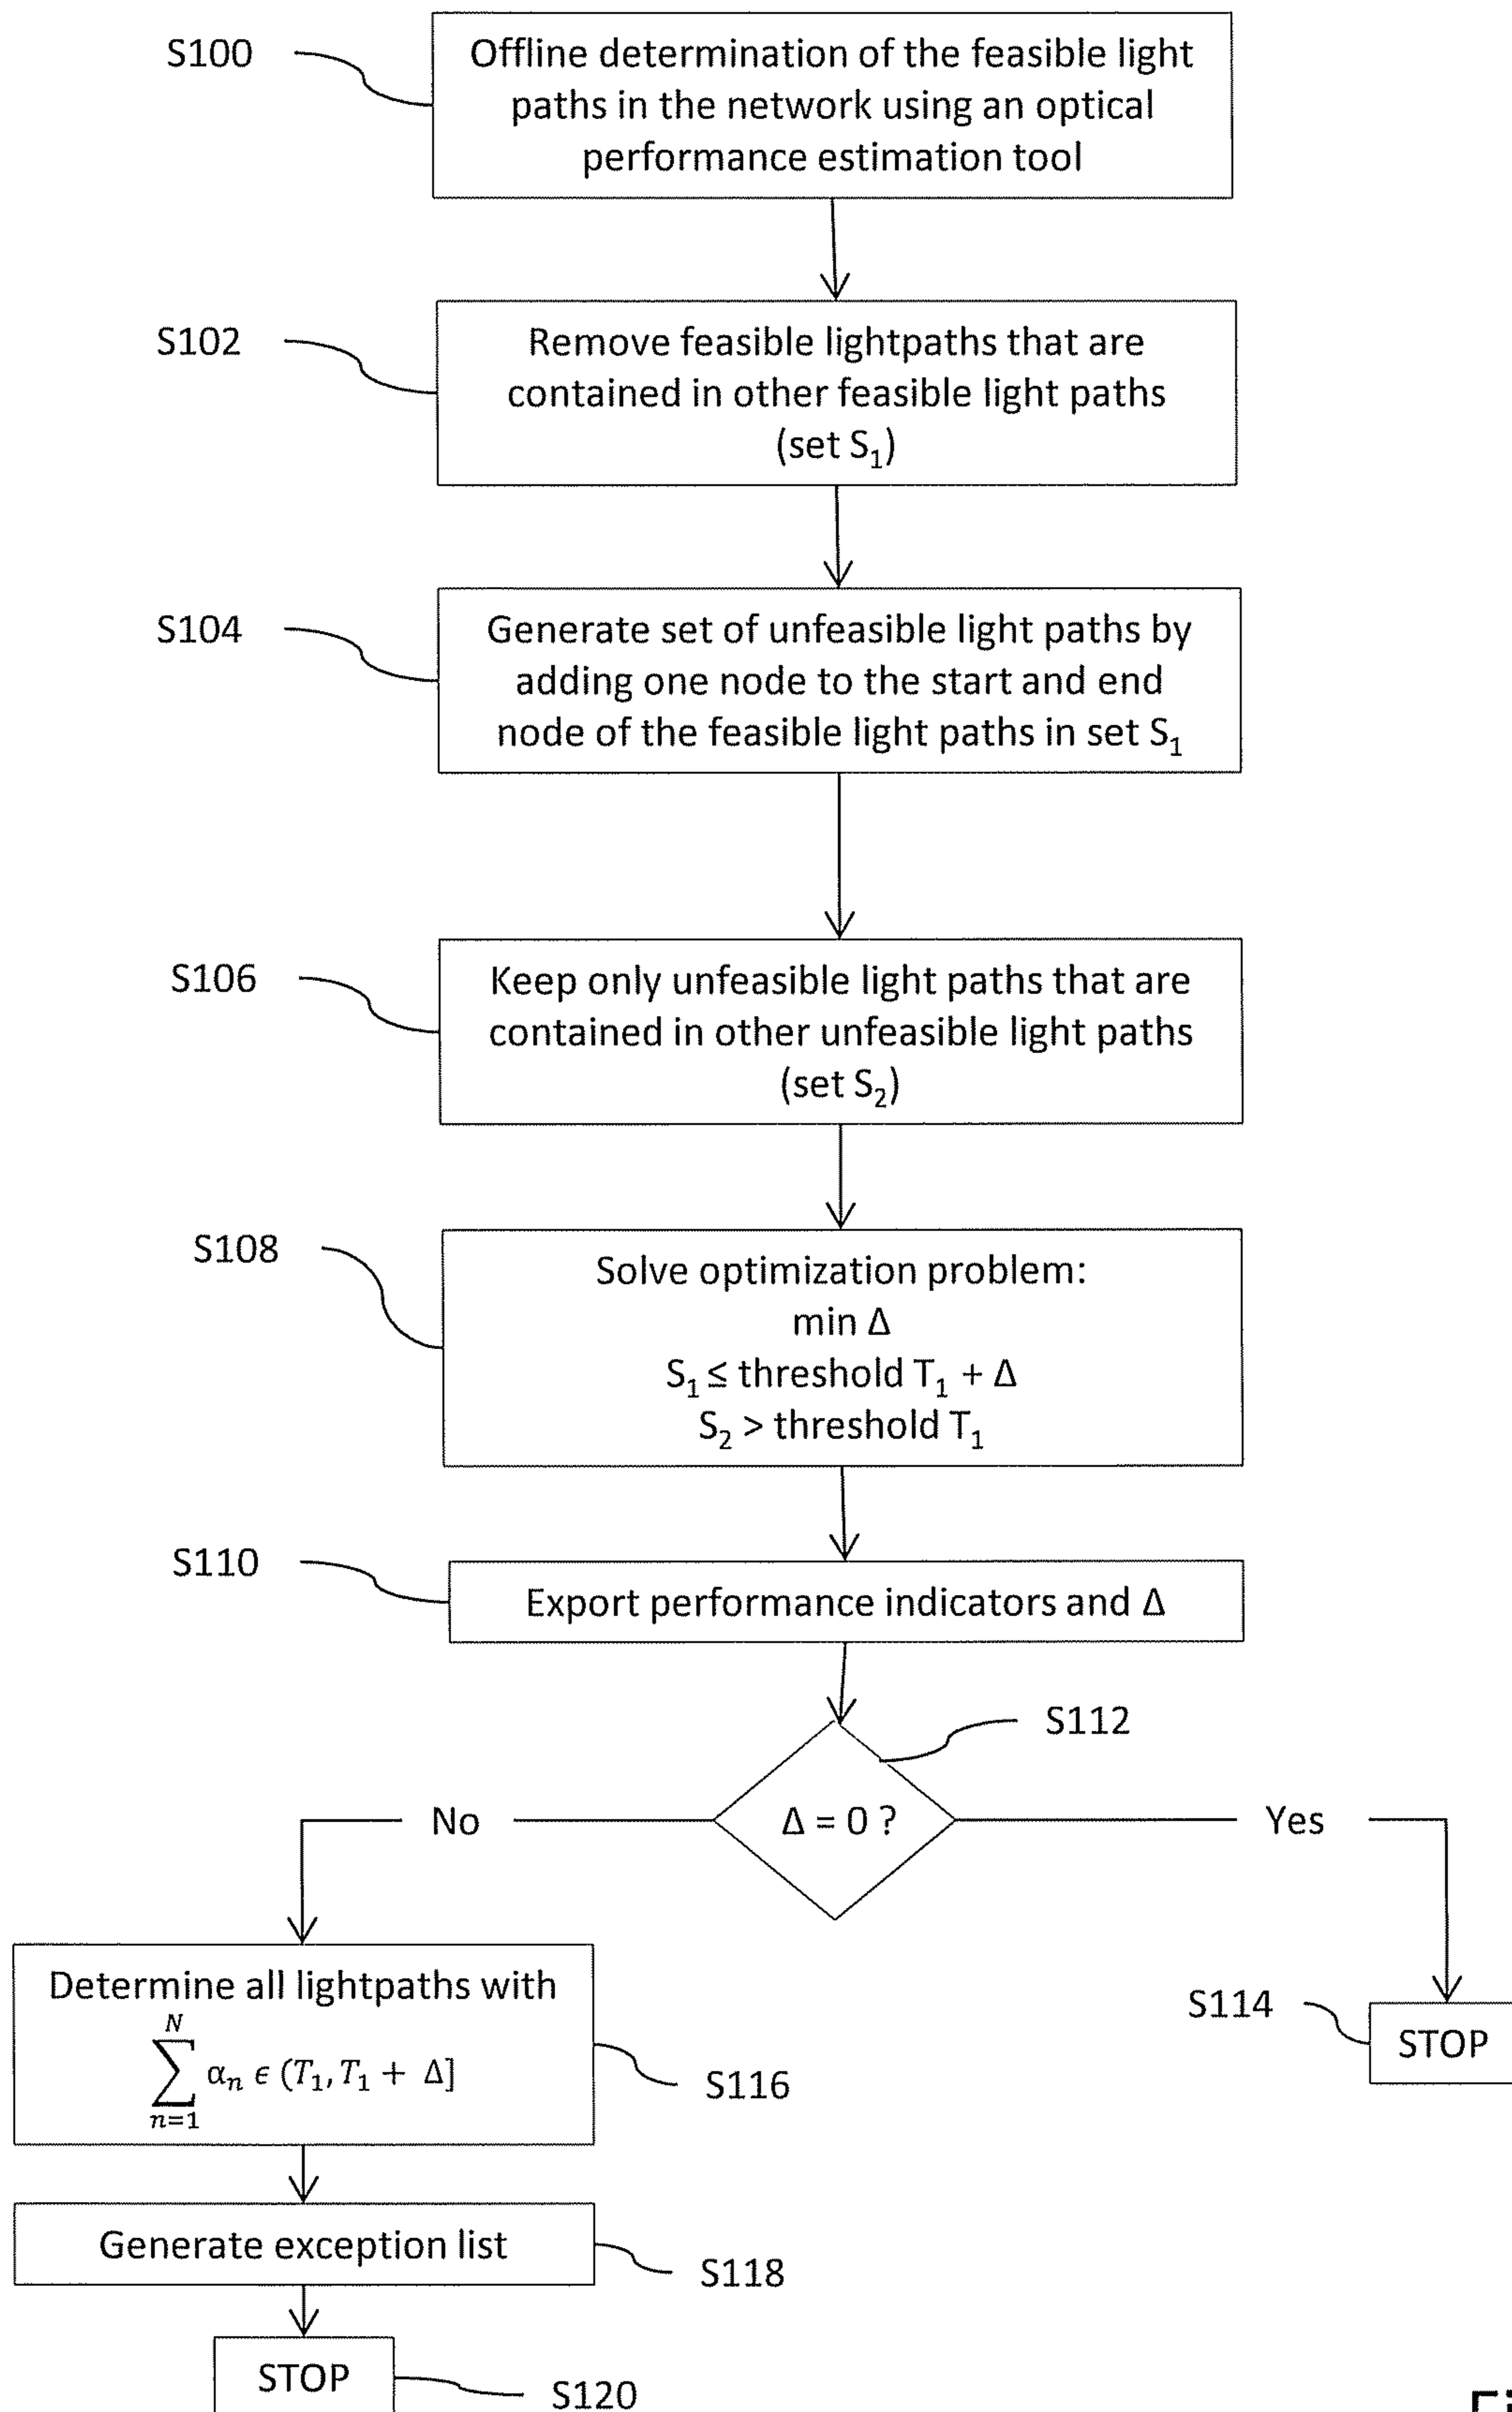 S100
Offline determination of the feasible light
paths in the network using an optical
performance estimation tool
S102
Remove feasible lightpaths that are
contained in other feasible light paths
(set S₁)
S104
Generate set of unfeasible light paths by
adding one node to the start and end
node of the feasible light paths in set S₁
S106
Keep only unfeasible light paths that are
contained in other unfeasible light paths
(set S₂)
S108
Solve optimization problem:
min Δ
S₁ ≤ threshold T₁ + Δ
S₂ > threshold T₁
S110
Export performance indicators and Δ
S112
Δ = 0 ?
No
Yes
Determine all lightpaths with
N
∑ αₙ ϵ (T₁, T₁ + Δ]
n=1
S116
S114
STOP
Generate exception list
S118
STOP
S120